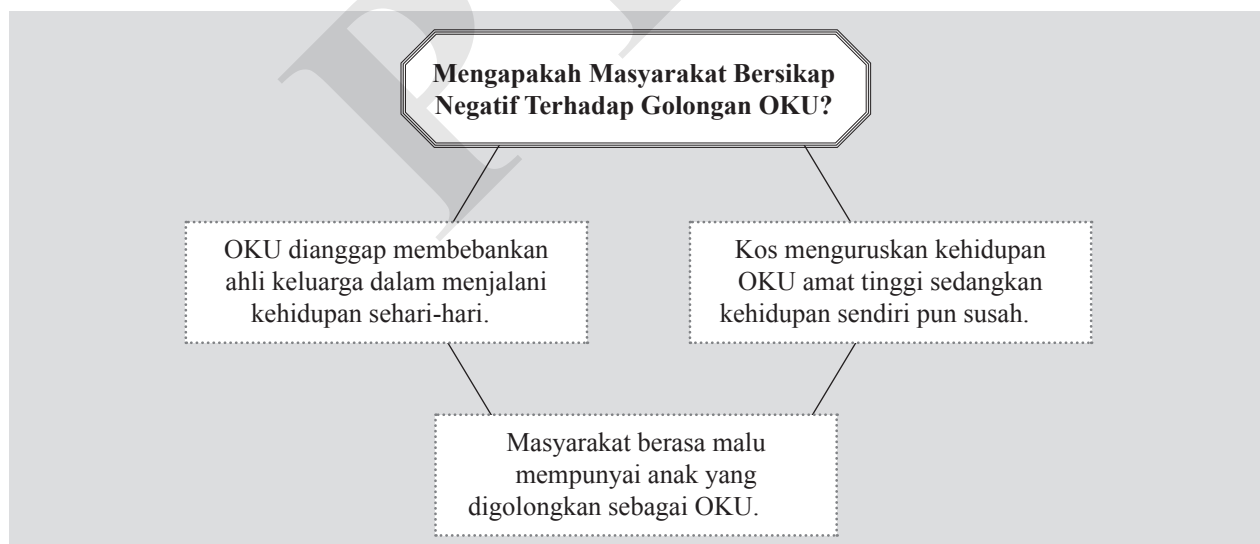 Mengapakah Masyarakat Bersikap
Negatif Terhadap Golongan OKU?
OKU dianggap membebankan
ahli keluarga dalam menjalani
kehidupan sehari-hari.
Kos menguruskan kehidupan
OKU amat tinggi sedangkan
kehidupan sendiri pun susah.
Masyarakat berasa malu
mempunyai anak yang
digolongkan sebagai OKU.